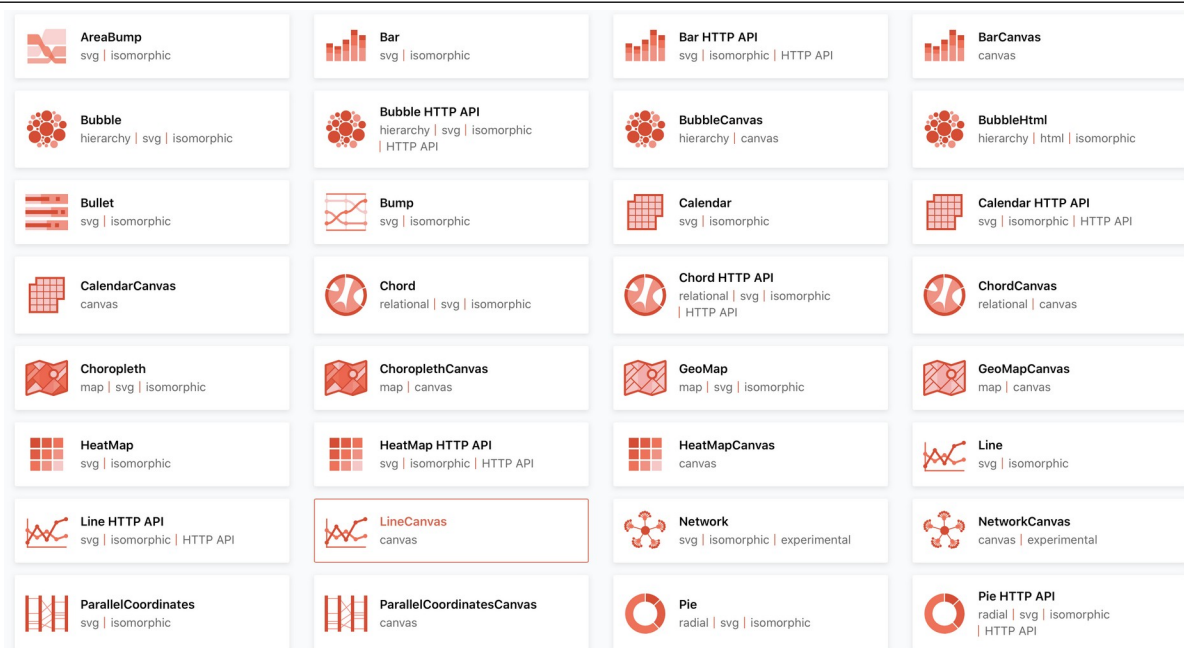 AreaBump
svg | isomorphic
Bar
svg | isomorphic
Bar HTTP API
svg | isomorphic | HTTP API
BarCanvas
canvas
Bubble
hierarchy | svg | isomorphic
Bubble HTTP API
hierarchy | svg | isomorphic
| HTTP API
BubbleCanvas
hierarchy | canvas
BubbleHtml
hierarchy | html | isomorphic
Bullet
svg | isomorphic
Bump
svg | isomorphic
Calendar
svg | isomorphic
Calendar HTTP API
svg | isomorphic | HTTP API
CalendarCanvas
canvas
Chord
relational | svg | isomorphic
Chord HTTP API
relational | svg | isomorphic
| HTTP API
ChordCanvas
relational | canvas
Choropleth
map | svg | isomorphic
ChoroplethCanvas
map | canvas
GeoMap
map | svg | isomorphic
GeoMapCanvas
map | canvas
HeatMap
svg | isomorphic
HeatMap HTTP API
svg | isomorphic | HTTP API
HeatMapCanvas
canvas
Line
svg | isomorphic
Line HTTP API
svg | isomorphic | HTTP API
LineCanvas
canvas
Network
svg | isomorphic | experimental
NetworkCanvas
canvas | experimental
ParallelCoordinates
svg | isomorphic
ParallelCoordinatesCanvas
canvas
Pie
radial | svg | isomorphic
Pie HTTP API
radial | svg | isomorphic
| HTTP API